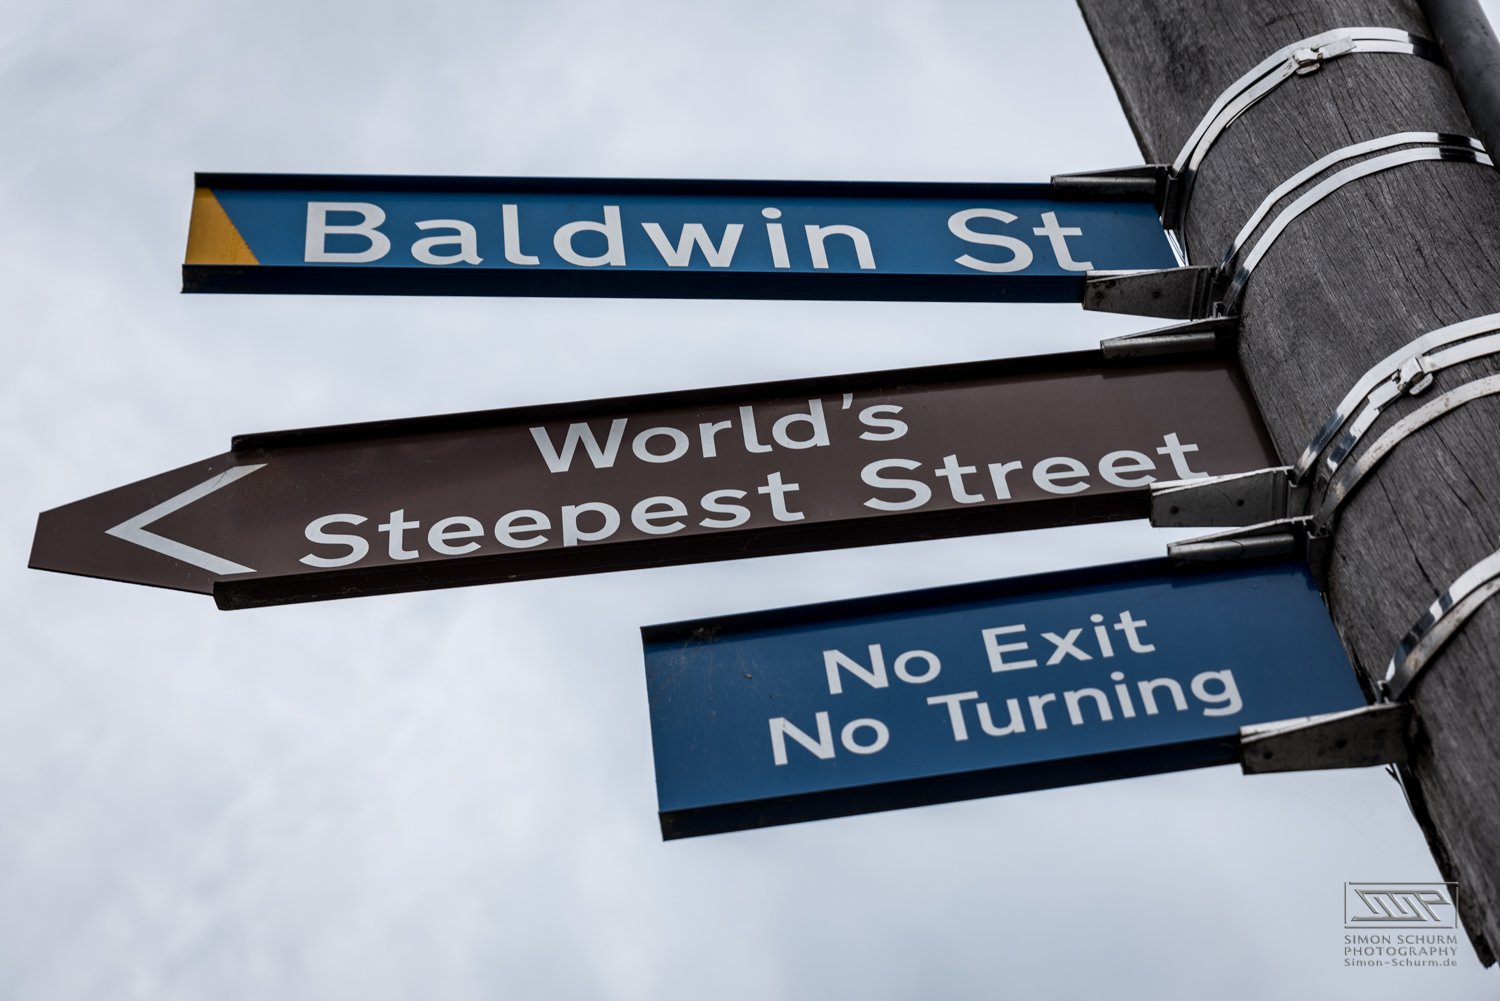 Baldwin St
World's
Steepest Street
No Exit
No Turning
SIMON SCHURM
PHOTOGRAPHY
Simon-Schurm.de